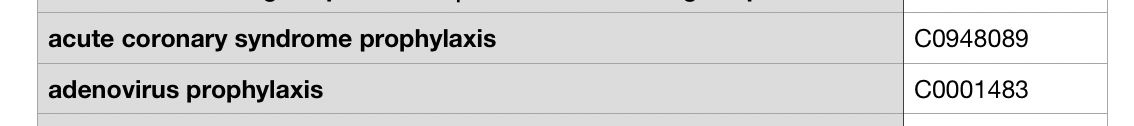 acute coronary syndrome prophylaxis C0948089
adenovirus prophylaxis C0001483